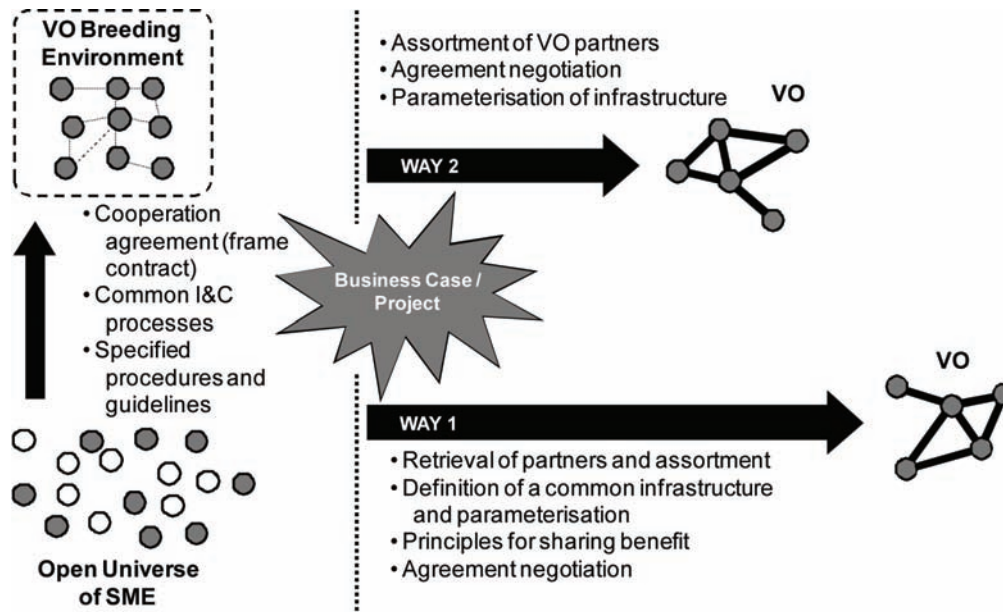 VO Breeding
Environment
• Cooperation
agreement (frame
contract)
• Common I&C
processes
• Specified
procedures and
guidelines
Open Universe
of SME
• Assortment of VO partners
• Agreement negotiation
• Parameterisation of infrastructure
VO
WAY 2
Business Case /
Project
VO
WAY 1
• Retrieval of partners and assortment
• Definition of a common infrastructure
and parameterisation
• Principles for sharing benefit
• Agreement negotiation